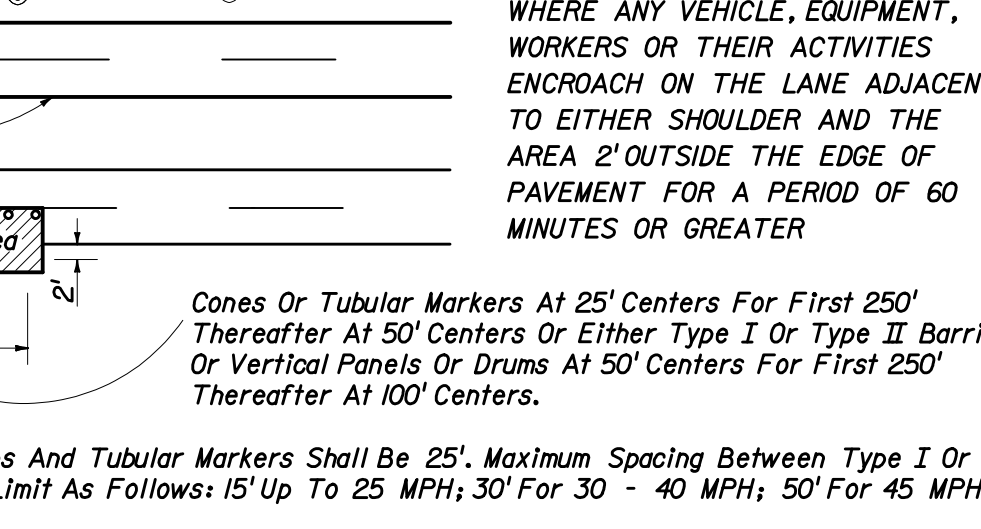 WHERE ANY VEHICLE, EQUIPMENT,
WORKERS OR THEIR ACTIVITIES
ENCROACH ON THE LANE
TO EITHER SHOULDER AND THE
AREA 2' OUTSIDE THE EDGE OF
PAVEMENT FOR A PERIOD OF 60
MINUTES OR GREATER
2'
Cones Or Tubular Markers At 25' Centers For First 250'
Thereafter At 50' Centers Or Either Type I Or Type II
Or Vertical Panels Or Drums At 50' Centers For First 250'
Thereafter At 100' Centers.
And Tubular Markers Shall Be 25'. Maximum Spacing Between Type I Or
Limit As Follows: 15' Up To 25 MPH; 30' For 30 - 40 MPH; 50' For 45 MPH